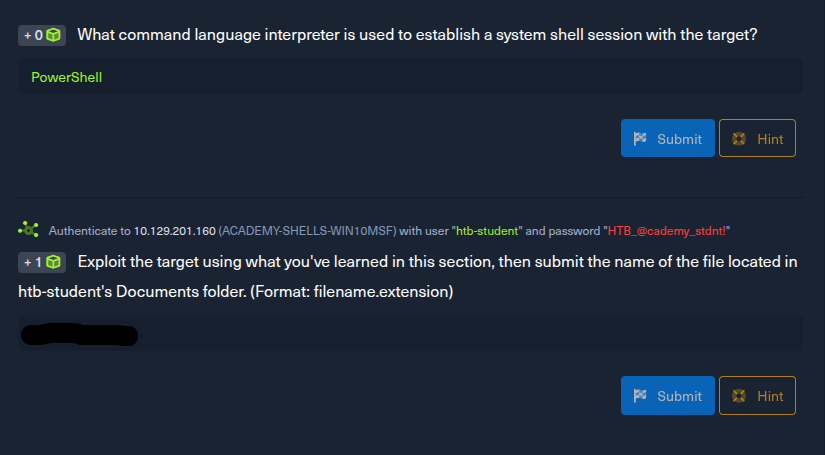 + 0 What command language interpreter is used to establish a system shell session with the target?
PowerShell
Submit Hint
Authenticate to 10.129.201.160 (ACADEMY-SHELLS-WIN10MSF) with user "htb-student" and password "HTB_@cademy_stdnt!"
+ 1 Exploit the target using what you've learned in this section, then submit the name of the file located in
htb-student's Documents folder. (Format: filename.extension)
Submit Hint